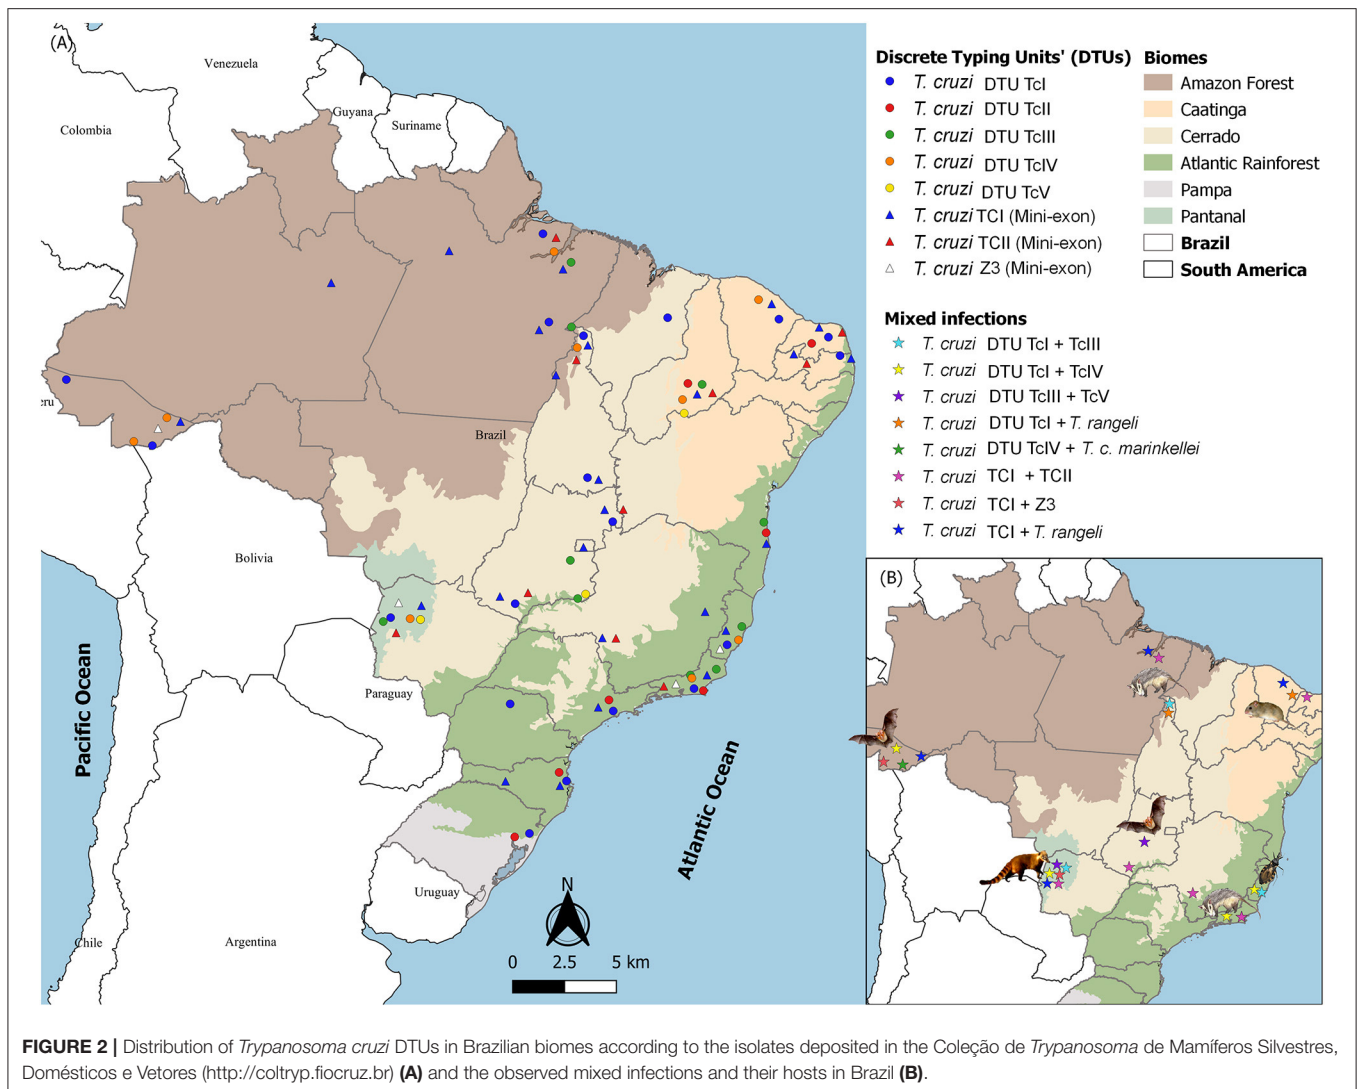 (A)
Venezuela
Guyana
Suriname
Colombia
eru
Brazil
Bolivia
Paraguay
Uruguay
Chile
Argentina
Pacific Ocean
Atlantic Ocean
N
0 2.5 5 km
Discrete Typing Units' (DTUs)
T. cruzi DTU TcI
T. cruzi DTU TcII
T. cruzi DTU TcIII
T. cruzi DTU TcIV
T. cruzi DTU TcV
T. cruzi TCI (Mini-exon)
T. cruzi TCII (Mini-exon)
T. cruzi Z3 (Mini-exon)
Biomes
Amazon Forest
Caatinga
Cerrado
Atlantic Rainforest
Pampa
Pantanal
Brazil
South America
Mixed infections
T. cruzi DTU TcI + TcIII
T. cruzi DTU TcI + TcIV
T. cruzi DTU TcIII + TcV
T. cruzi DTU TcI + T. rangeli
T. cruzi DTU TcIV + T. c. marinkellei
T. cruzi TCI + TCII
T. cruzi TCI + Z3
T. cruzi TCI + T. rangeli
(B)
FIGURE 2 | Distribution of Trypanosoma cruzi DTUs in Brazilian biomes according to the isolates deposited in the Coleção de Trypanosoma de Mamíferos Silvestres,
Domésticos e Vetores (http://coltryp.fiocruz.br) (A) and the observed mixed infections and their hosts in Brazil (B).